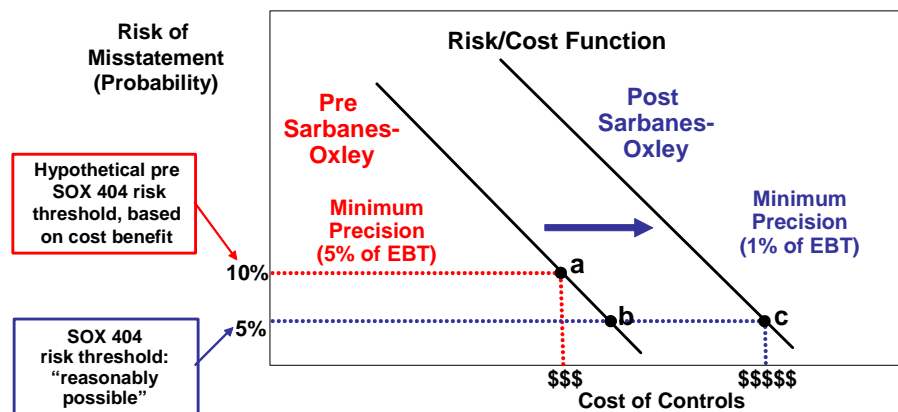 Risk of
Misstatement
(Probability)
Risk/Cost Function
Pre
Sarbanes-
Oxley
Post
Sarbanes-
Oxley
Hypothetical pre
SOX 404 risk
threshold, based
on cost benefit
Minimum
Precision
(5% of EBT)
Minimum
Precision
(1% of EBT)
10%
a
SOX 404
risk threshold:
“reasonably
possible”
5%
b
c
$$$
$$$$$
Cost of Controls